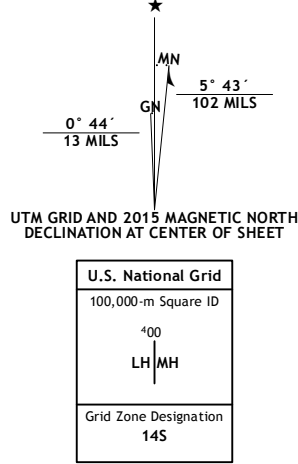 ★
MN
5° 43´
102 MILS
GN
0° 44´
13 MILS
UTM GRID AND 2015 MAGNETIC NORTH
DECLINATION AT CENTER OF SHEET
U.S. National Grid
100,000-m Square ID
⁴00
LH MH
Grid Zone Designation
14S